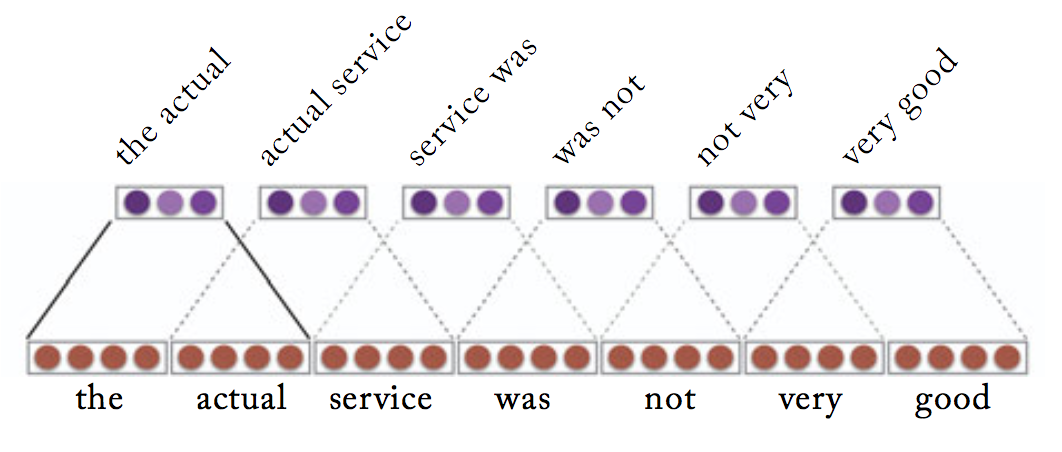 the actual
actual service
service was
was not
not very
very good
the
actual
service
was
not
very
good